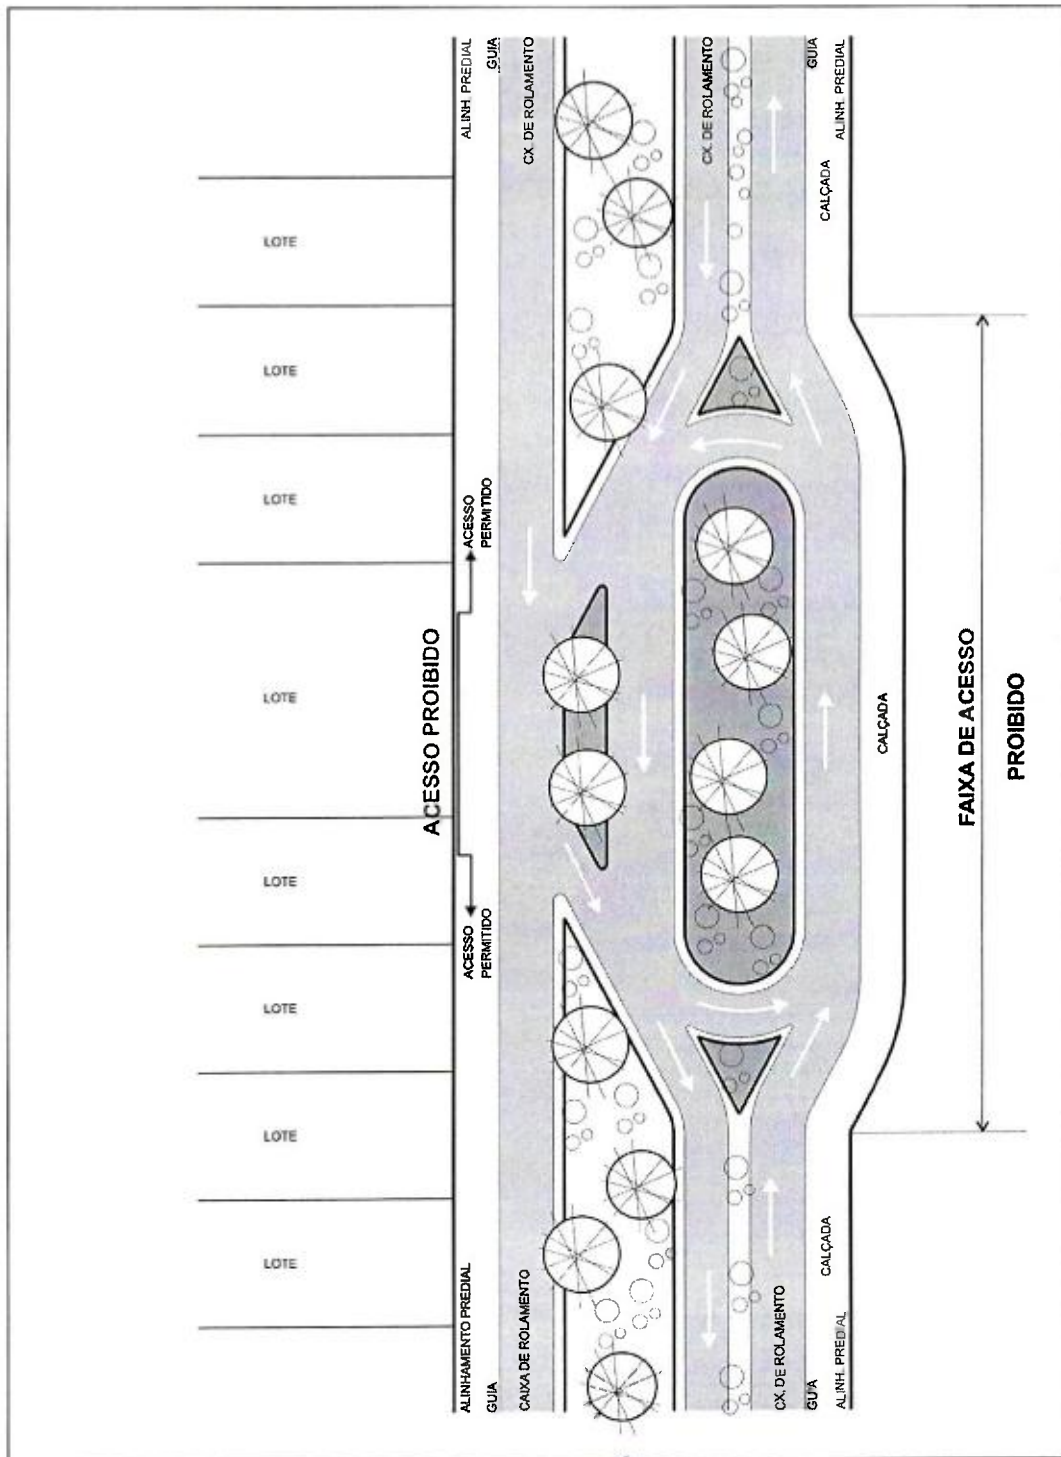 ALINH. PREDIAL
GUIA
CX. DE ROLAMENTO
CX. DE ROLAMENTO
GUIA
ALINH. PREDIAL
CALÇADA
LOTE
LOTE
LOTE
ACESSO
PERMITIDO
ACESSO PROIBIDO
LOTE
CALÇADA
FAIXA DE ACESSO
PROIBIDO
LOTE
ACESSO
PERMITIDO
LOTE
LOTE
LOTE
ALINHAMENTO PREDIAL
GUIA
CAIXA DE ROLAMENTO
CX. DE ROLAMENTO
GUIA
CALÇADA
ALINH. PREDIAL